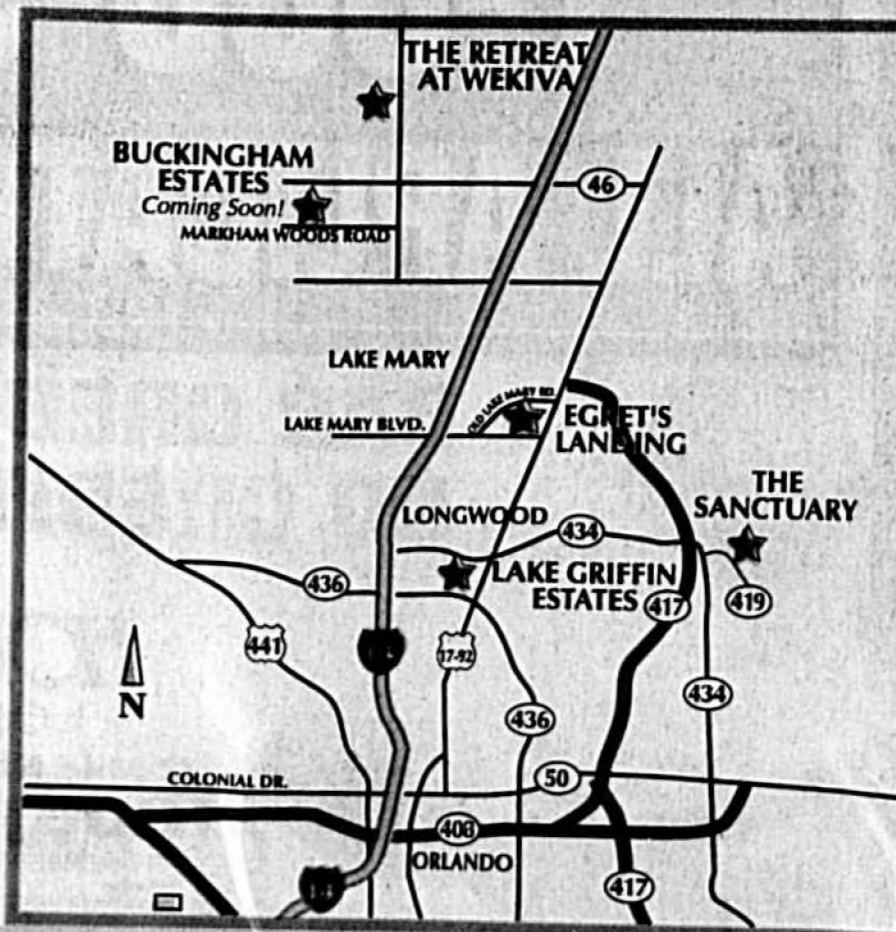 THE RETREAT
AT WEKIVA
BUCKINGHAM
ESTATES
Coming Soon!
46
MARKHAM WOODS ROAD
LAKE MARY
OLD LAKE MARY RD.
LAKE MARY BLVD.
EGRET'S
LANDING
THE
SANCTUARY
LONGWOOD
434
436
LAKE GRIFFIN
ESTATES
417
419
441
17-92
N
434
436
COLONIAL DR.
50
408
ORLANDO
417